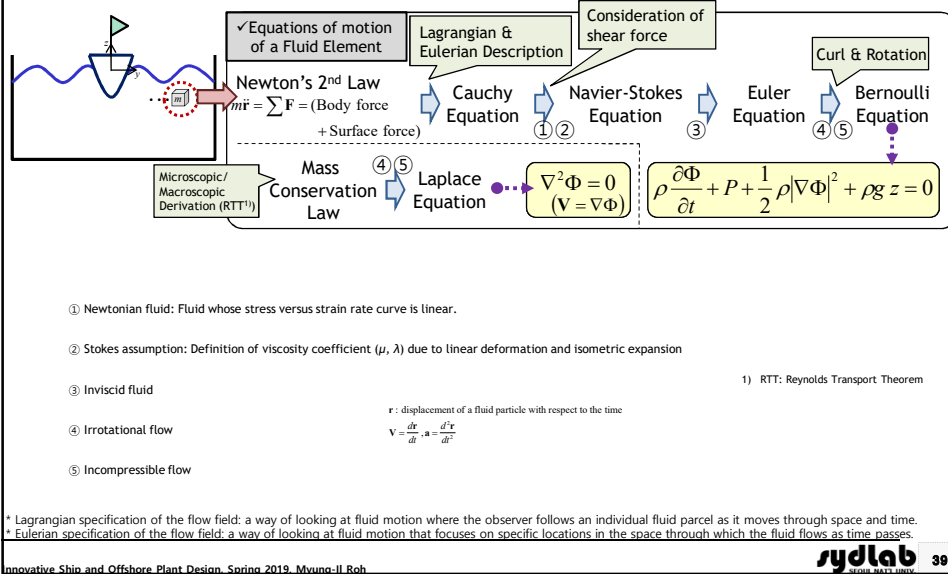 ✓Equations of motion
of a Fluid Element
Lagrangian &
Eulerian Description
Consideration of
shear force
Curl & Rotation
z
y
m
Newton's 2nd Law
mr̈ = ∑F = (Body force
+ Surface force)
Cauchy
Equation
①②
Navier-Stokes
Equation
③
Euler
Equation
④⑤
Bernoulli
Equation
Microscopic/
Macroscopic
Derivation (RTT1))
Mass
Conservation
Law
④⑤
Laplace
Equation
∇²Φ = 0
(V = ∇Φ)
ρ ∂Φ/∂t + P + 1/2 ρ|∇Φ|² + ρg z = 0
① Newtonian fluid: Fluid whose stress versus strain rate curve is linear.
② Stokes assumption: Definition of viscosity coefficient (μ, λ) due to linear deformation and isometric expansion
1) RTT: Reynolds Transport Theorem
③ Inviscid fluid
r : displacement of a fluid particle with respect to the time
④ Irrotational flow
V = dr/dt , a = d²r/dt²
⑤ Incompressible flow
* Lagrangian specification of the flow field: a way of looking at fluid motion where the observer follows an individual fluid parcel as it moves through space and time.
* Eulerian specification of the flow field: a way of looking at fluid motion that focuses on specific locations in the space through which the fluid flows as time passes.
nnovative Ship and Offshore Plant Design, Spring 2019, Myung-Il Roh
sydlab
SEOUL NAT'L UNIV.
39